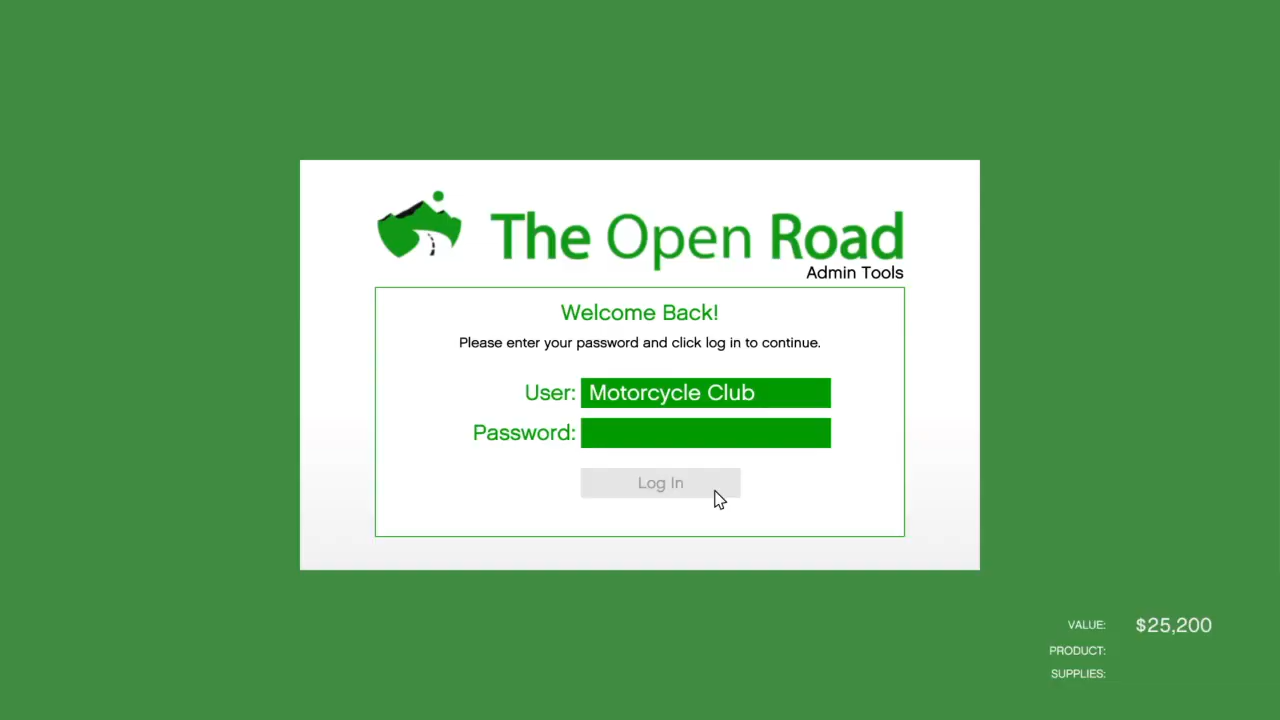 The Open Road
Admin Tools
Welcome Back!
Please enter your password and click log in to continue.
User: Motorcycle Club
Password:
Log In
VALUE: $25,200
PRODUCT:
SUPPLIES: